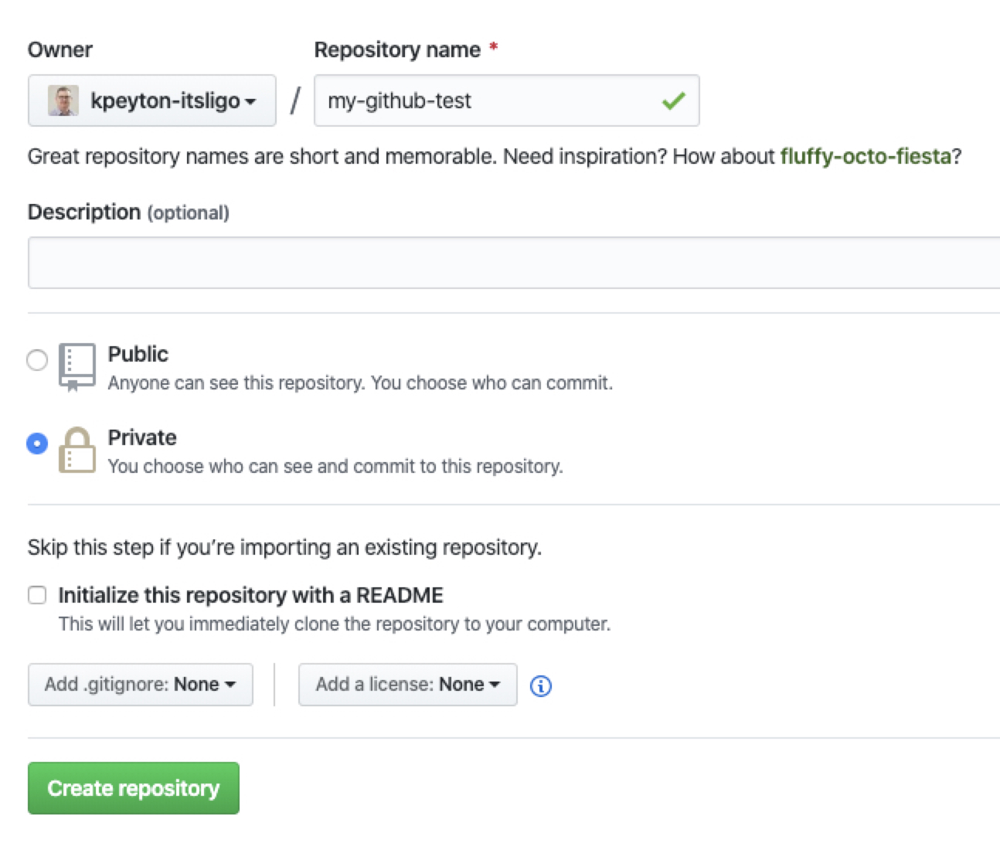 Owner
Repository name *
kpeyton-itsligo / my-github-test
Great repository names are short and memorable. Need inspiration? How about fluffy-octo-fiesta?
Description (optional)
Public
Anyone can see this repository. You choose who can commit.
Private
You choose who can see and commit to this repository.
Skip this step if you're importing an existing repository.
Initialize this repository with a README
This will let you immediately clone the repository to your computer.
Add .gitignore: None
Add a license: None
Create repository